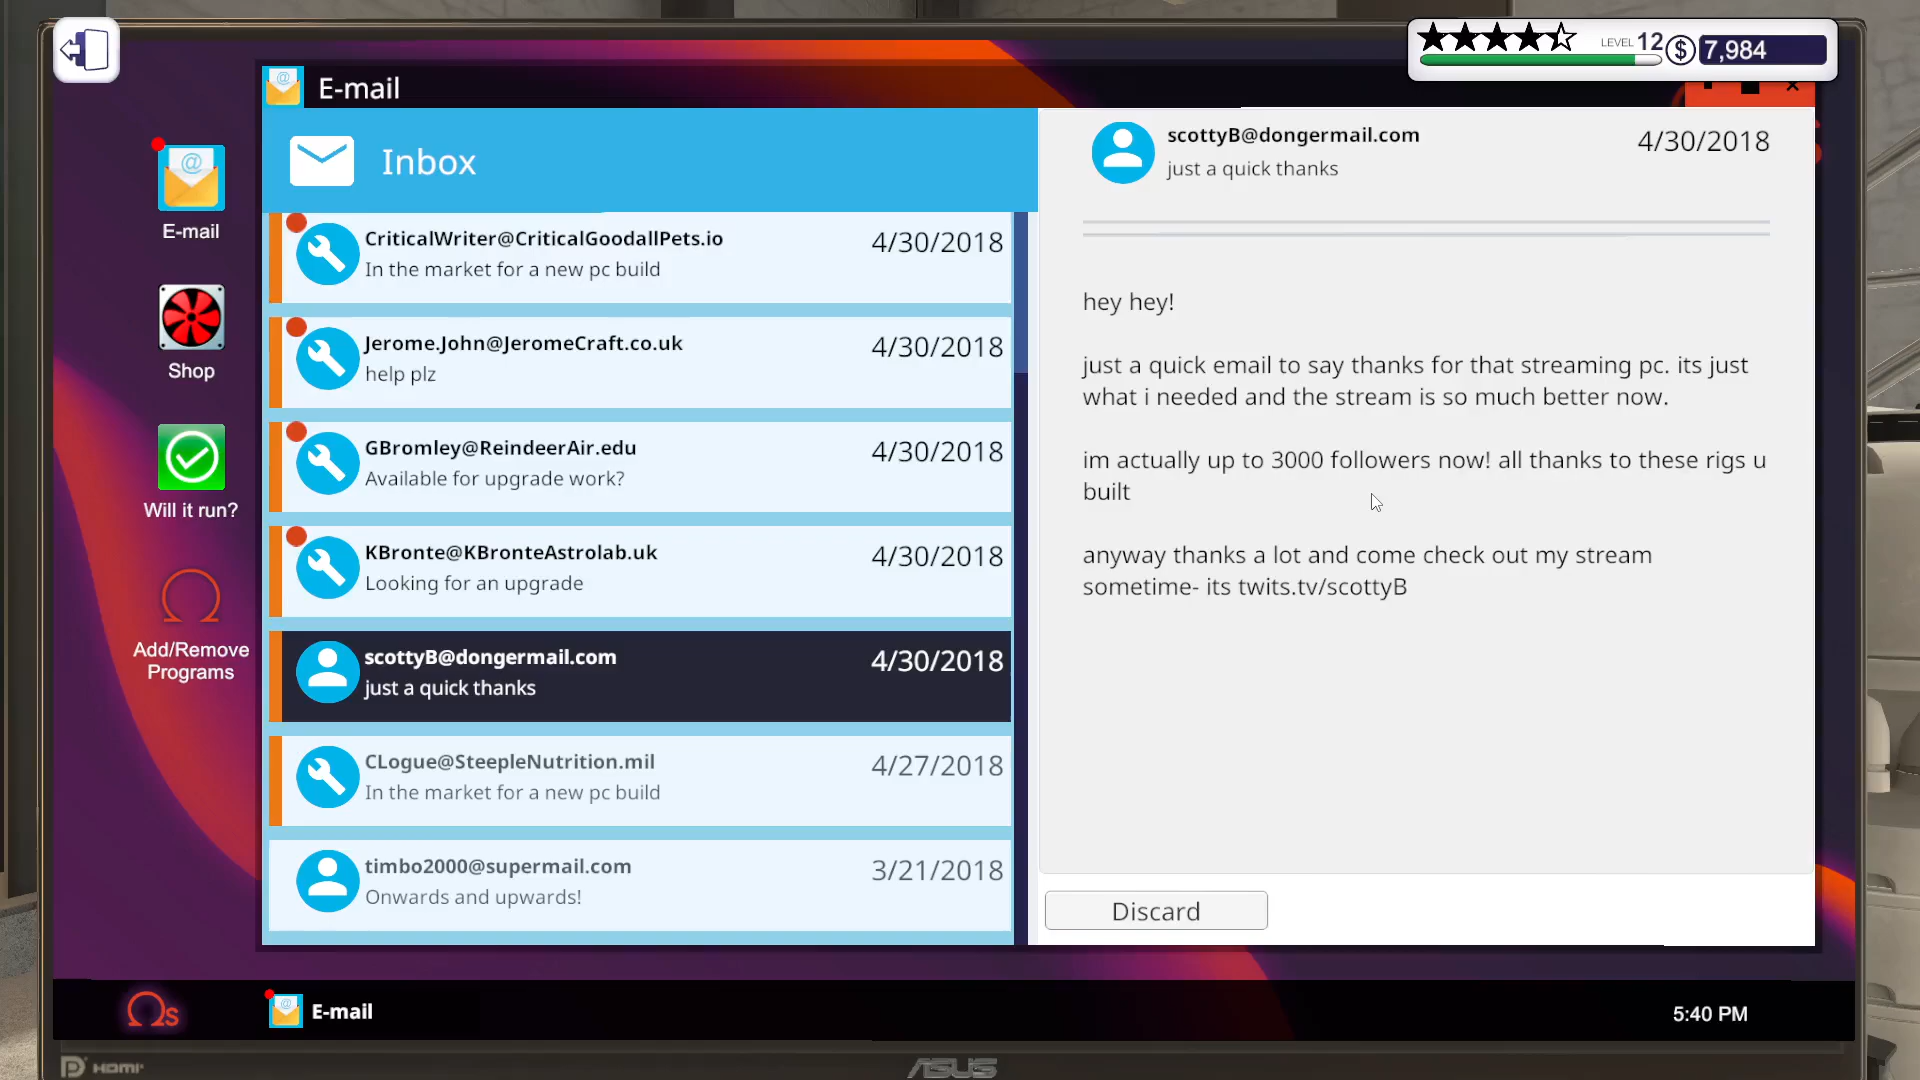 LEVEL 12
$ 7,984
E-mail
Inbox
scottyB@dongermail.com
4/30/2018
just a quick thanks
hey hey!
just a quick email to say thanks for that streaming pc. its just
what i needed and the stream is so much better now.
im actually up to 3000 followers now! all thanks to these rigs u
built
anyway thanks a lot and come check out my stream
sometime- its twits.tv/scottyB
Discard
CriticalWriter@CriticalGoodallPets.io
4/30/2018
In the market for a new pc build
Jerome.John@JeromeCraft.co.uk
4/30/2018
help plz
GBromley@ReindeerAir.edu
4/30/2018
Available for upgrade work?
KBronte@KBronteAstrolab.uk
4/30/2018
Looking for an upgrade
scottyB@dongermail.com
4/30/2018
just a quick thanks
CLogue@SteepleNutrition.mil
4/27/2018
In the market for a new pc build
timbo2000@supermail.com
3/21/2018
Onwards and upwards!
E-mail
Shop
Will it run?
Add/Remove
Programs
Ωs
E-mail
5:40 PM
HDMI
ASUS